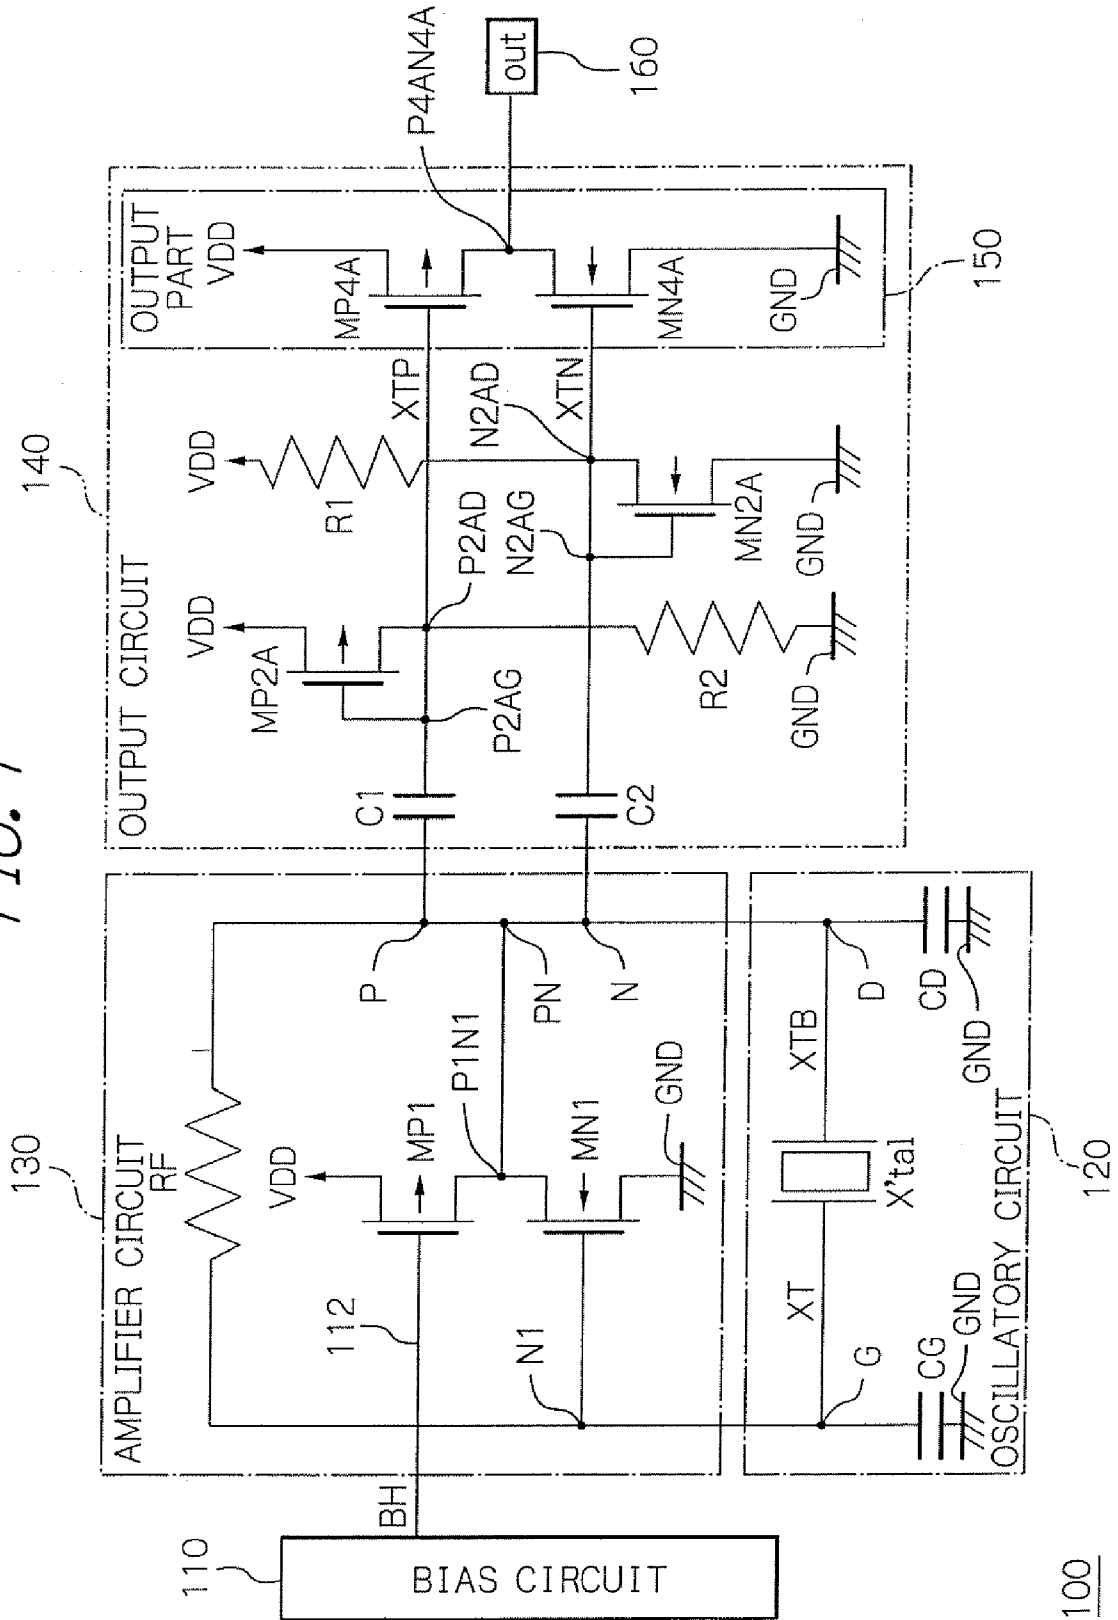 FIG. 1
100
110
BIAS CIRCUIT
BH
130
AMPLIFIER CIRCUIT
RF
VDD
112
MP1
P1N1
N1
MN1
GND
P
PN
N
XT
XTB
G
D
X'tal
CG
GND
CD
GND
OSCILLATORY CIRCUIT
120
140
OUTPUT CIRCUIT
C1
C2
VDD
MP2A
P2AG
P2AD
R2
GND
VDD
R1
N2AG
N2AD
MN2A
GND
XTP
XTN
OUTPUT
PART
VDD
MP4A
MN4A
GND
150
P4AN4A
out
160